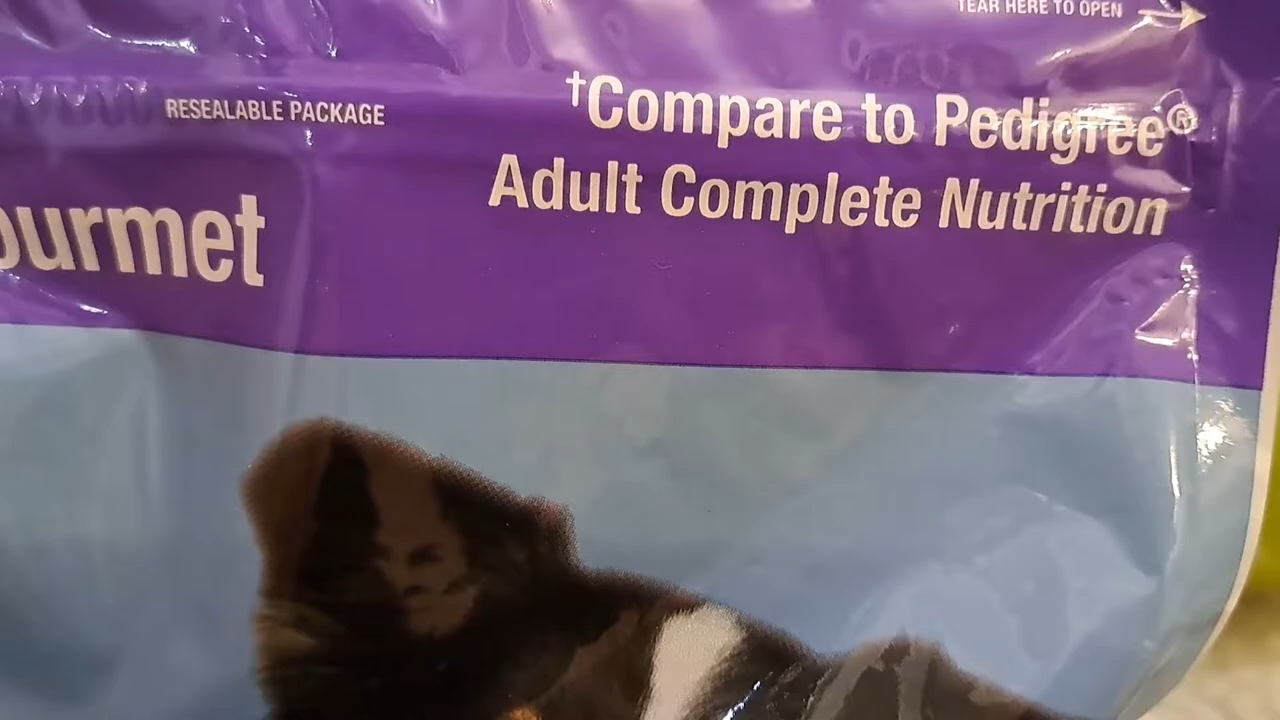 TEAR HERE TO OPEN
RESEALABLE PACKAGE
†Compare to Pedigree®
Adult Complete Nutrition
ourmet